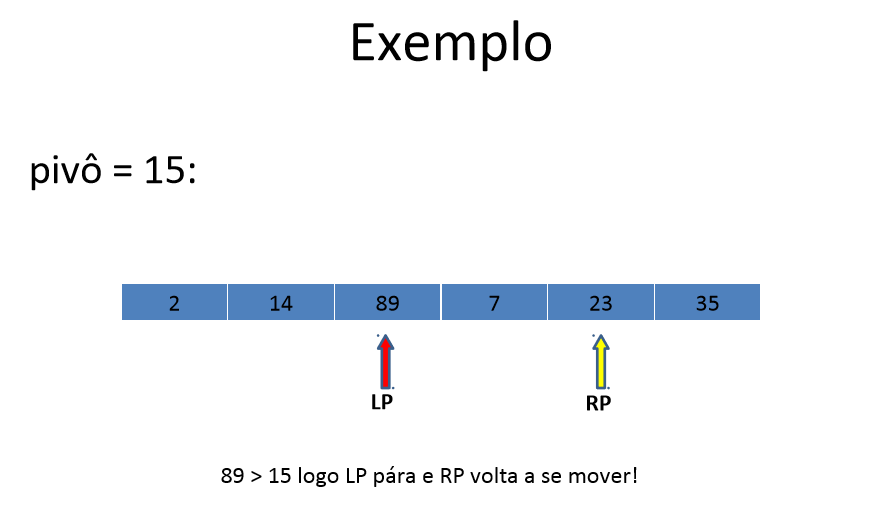 Exemplo
pivô = 15:
2 14 89 7 23 35
LP RP
89 > 15 logo LP pára e RP volta a se mover!